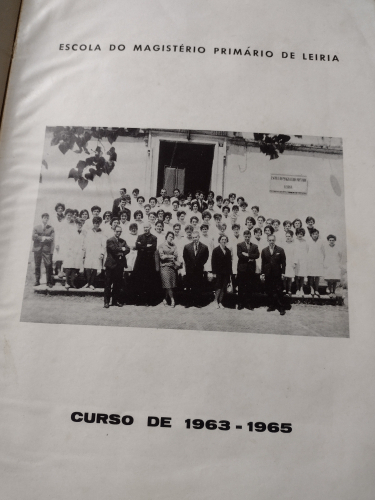 ESCOLA DO MAGISTÉRIO PRIMÁRIO DE LEIRIA
CURSO DE 1963-1965